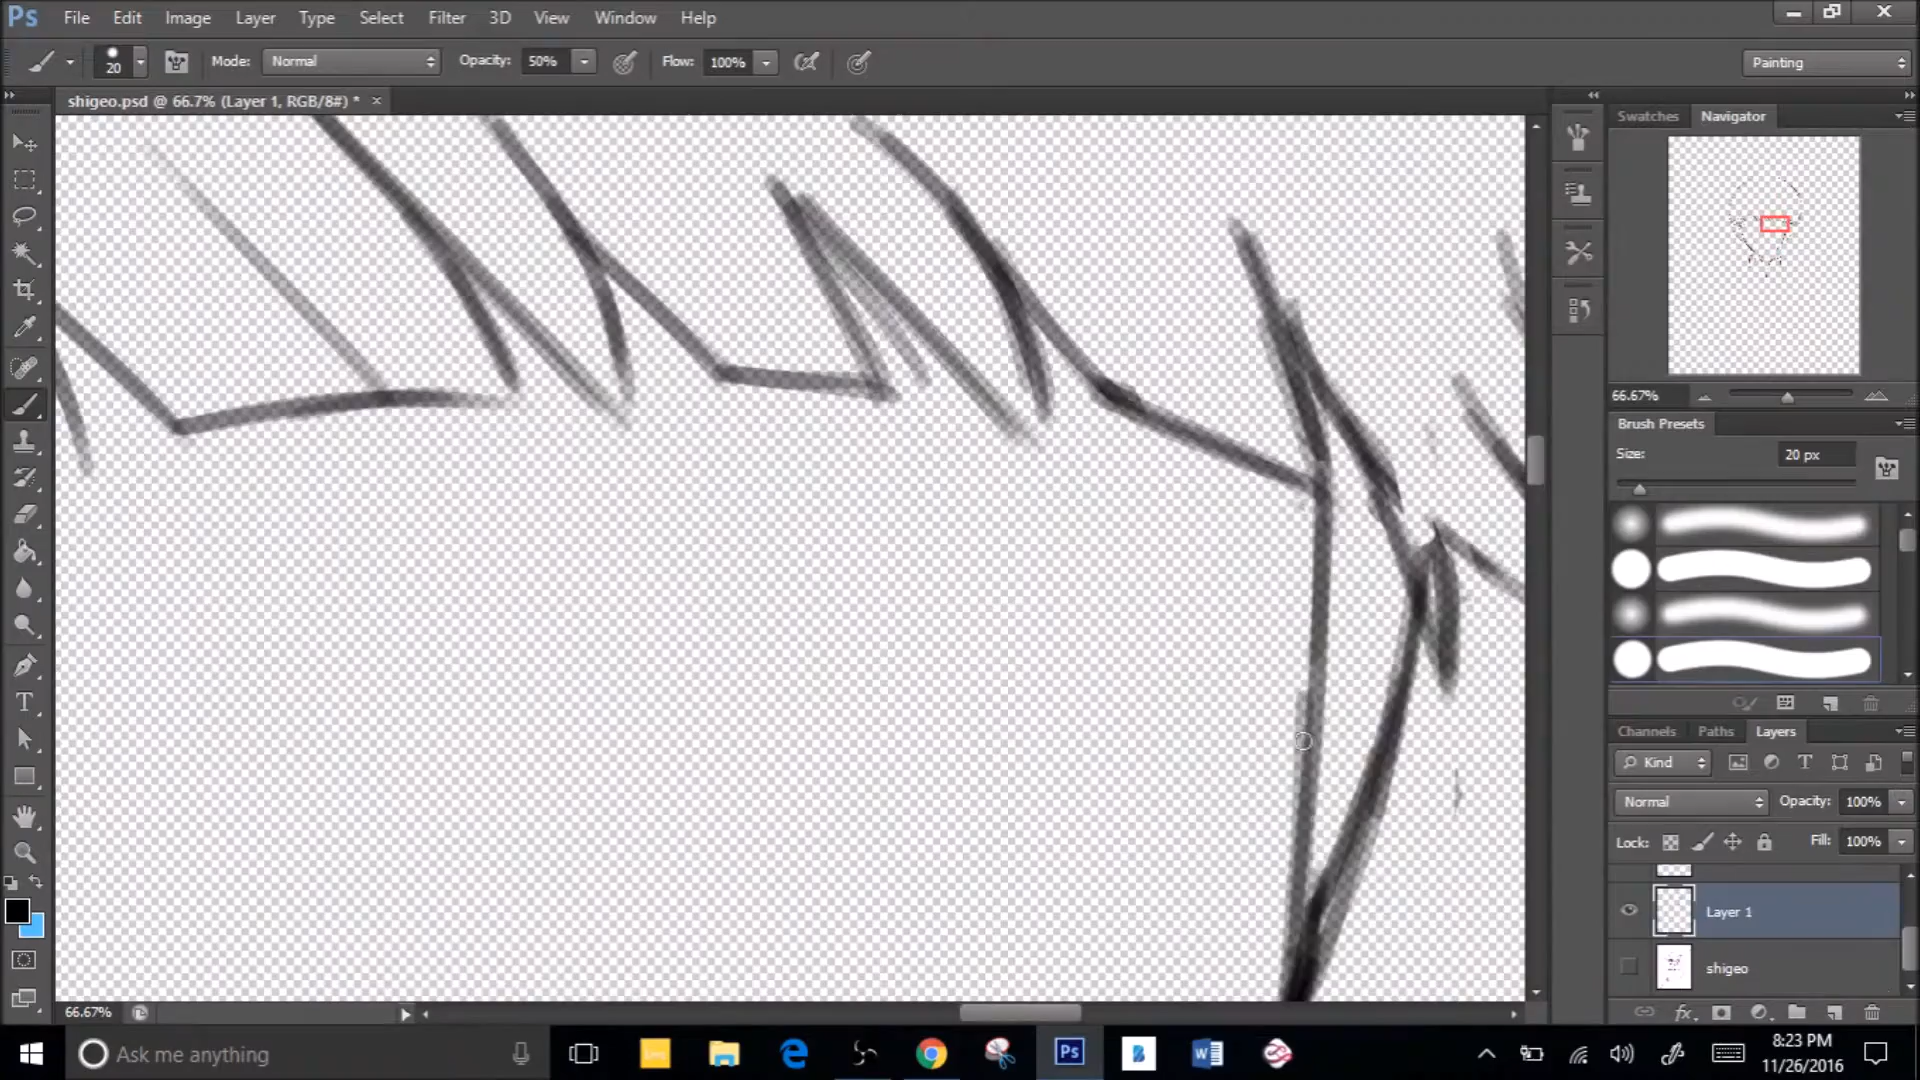 Ps File Edit Image Layer Type Select Filter 3D View Window Help
20 Mode: Normal Opacity: 50% Flow: 100% Painting
shigeo.psd @ 66.7% (Layer 1, RGB/8#) * ×
Swatches Navigator
66.67%
Brush Presets
Size: 20 px
Channels Paths Layers
Kind
Normal Opacity: 100%
Lock: Fill: 100%
Layer 1
shigeo
66.67%
Ask me anything
Ps
8:23 PM
11/26/2016